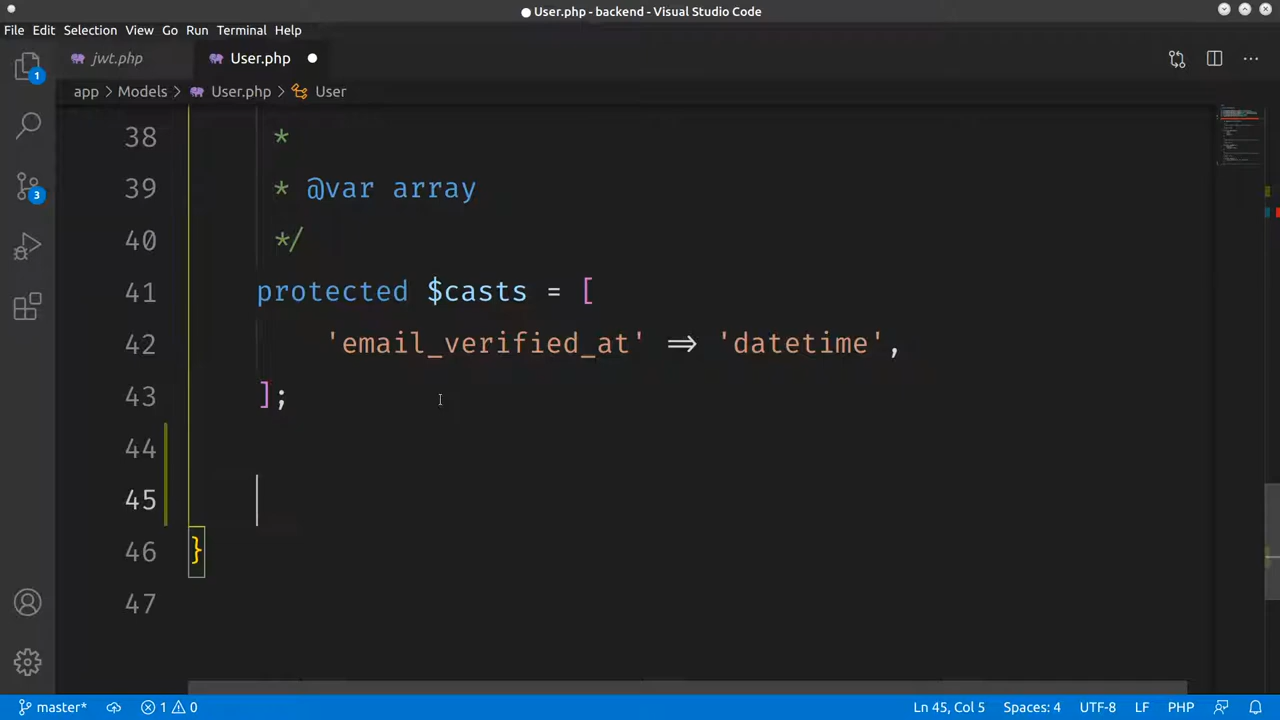 User.php - backend - Visual Studio Code
File Edit Selection View Go Run Terminal Help
jwt.php User.php
app > Models > User.php > User
38 *
39 * @var array
40 */
41 protected $casts = [
42 'email_verified_at' => 'datetime',
43 ];
44
45
46 }
47
1
3
master* 1 0 Ln 45, Col 5 Spaces: 4 UTF-8 LF PHP